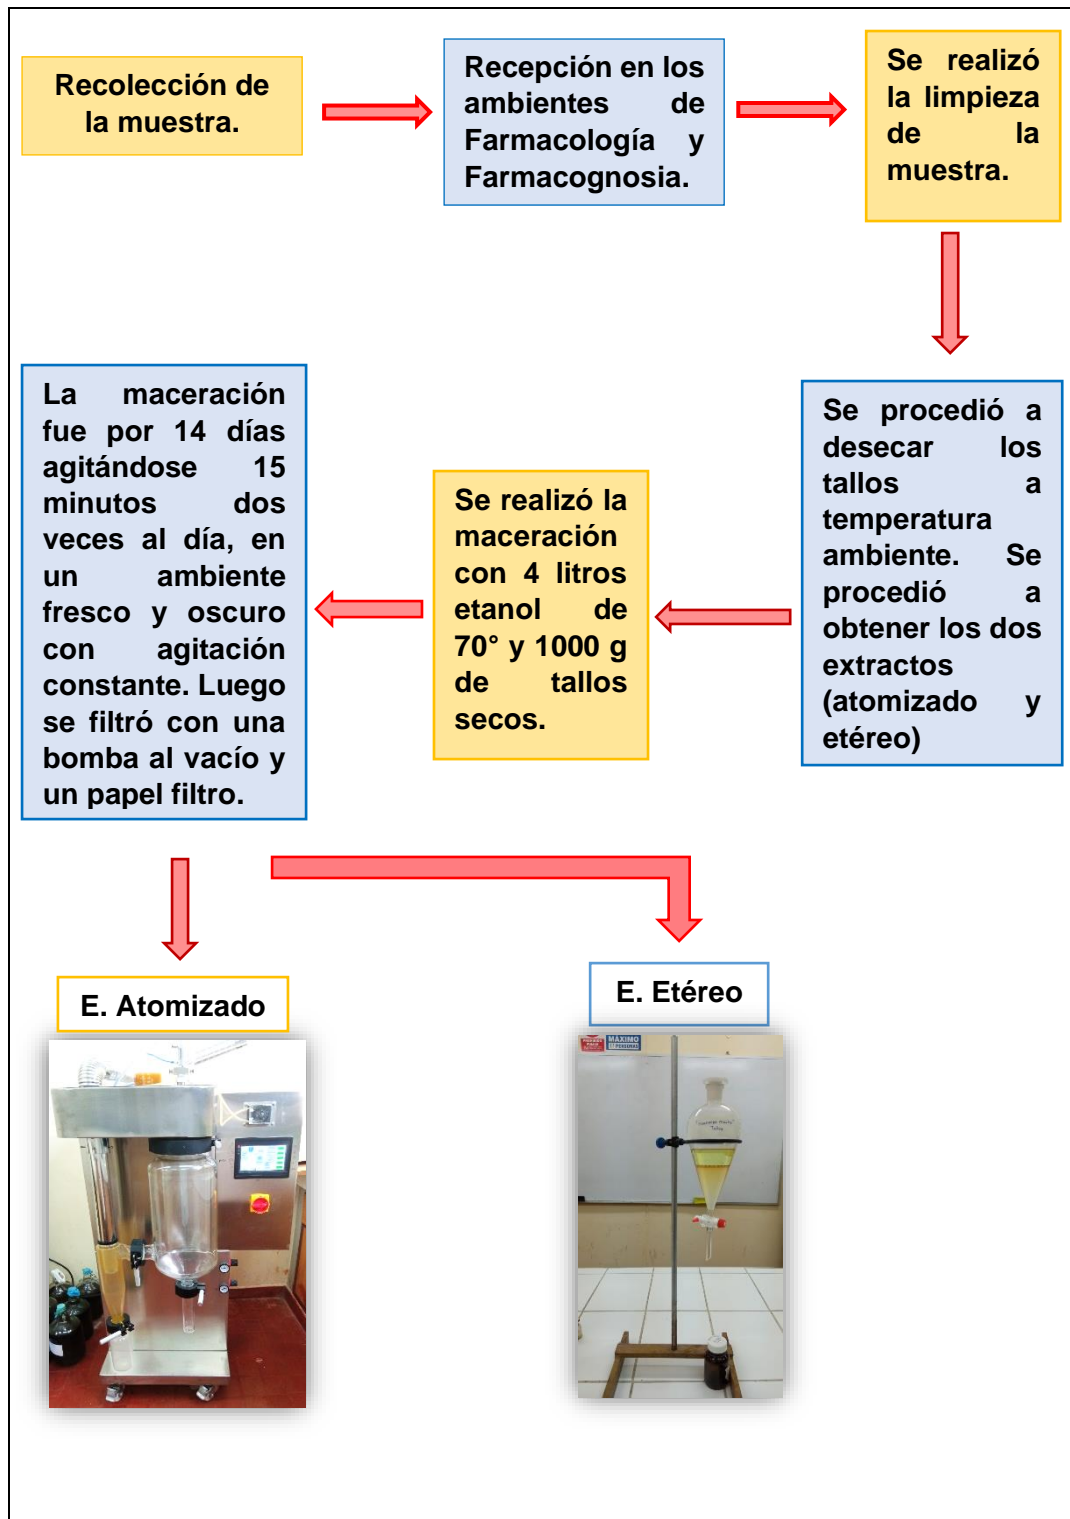 Recolección de
la muestra.
Recepción en los
ambientes de
Farmacología y
Farmacognosia.
Se realizó
la limpieza
de la
muestra.
Se procedió a
desecar los
tallos a
temperatura
ambiente. Se
procedió a
obtener los dos
extractos
(atomizado y
etéreo)
Se realizó la
maceración
con 4 litros
etanol de
70° y 1000 g
de tallos
secos.
La maceración
fue por 14 días
agitándose 15
minutos dos
veces al día, en
un ambiente
fresco y oscuro
con agitación
constante. Luego
se filtró con una
bomba al vacío y
un papel filtro.
E. Atomizado
E. Etéreo
MÁXIMO